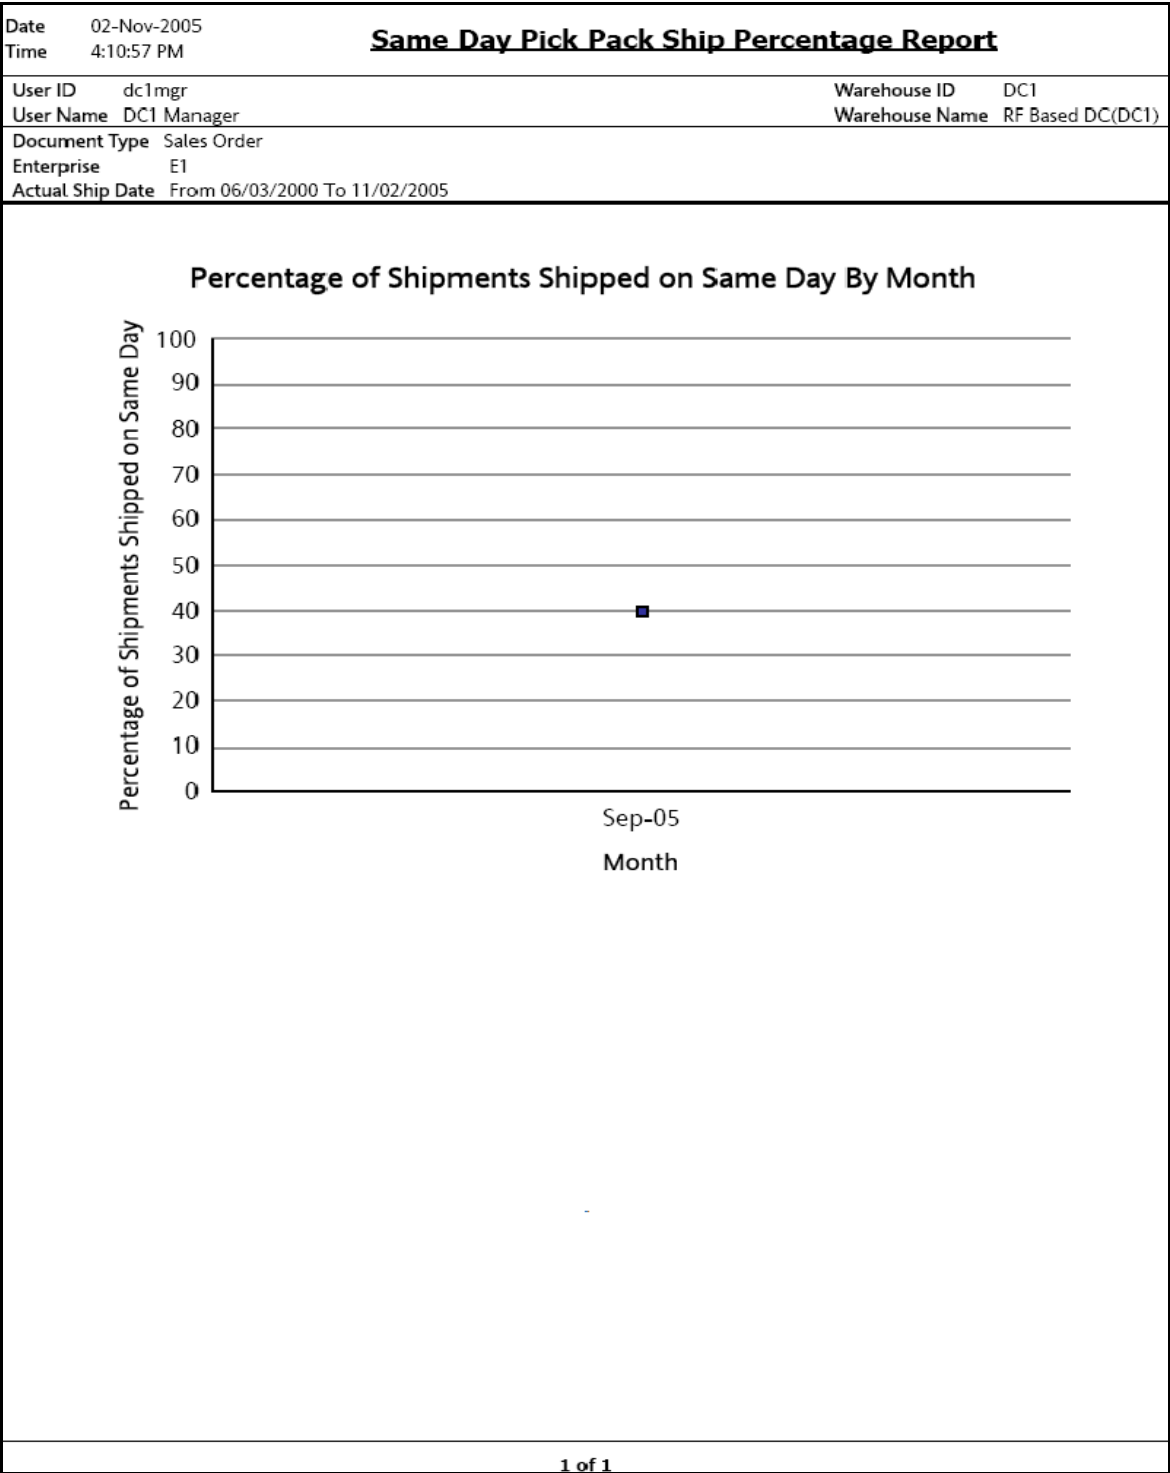 Date 02-Nov-2005
Same Day Pick Pack Ship Percentage Report
Time 4:10:57 PM
User ID dc1mgr Warehouse ID DC1
User Name DC1 Manager Warehouse Name RF Based DC(DC1)
Document Type Sales Order
Enterprise E1
Actual Ship Date From 06/03/2000 To 11/02/2005
Percentage of Shipments Shipped on Same Day By Month
Percentage of Shipments Shipped on Same Day
100
90
80
70
60
50
40
30
20
10
0
Sep-05
Month
-
1 of 1